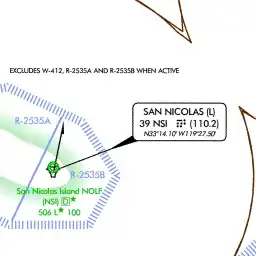 EXCLUDES W-412, R-2535A AND R-2535B WHEN ACTIVE
SAN NICOLAS (L)
39 NSI (110.2)
N33°14.10' W119°27.50'
R-2535A
R-2535B
San Nicolas Island NOLF
(NSI) D
506 L 100